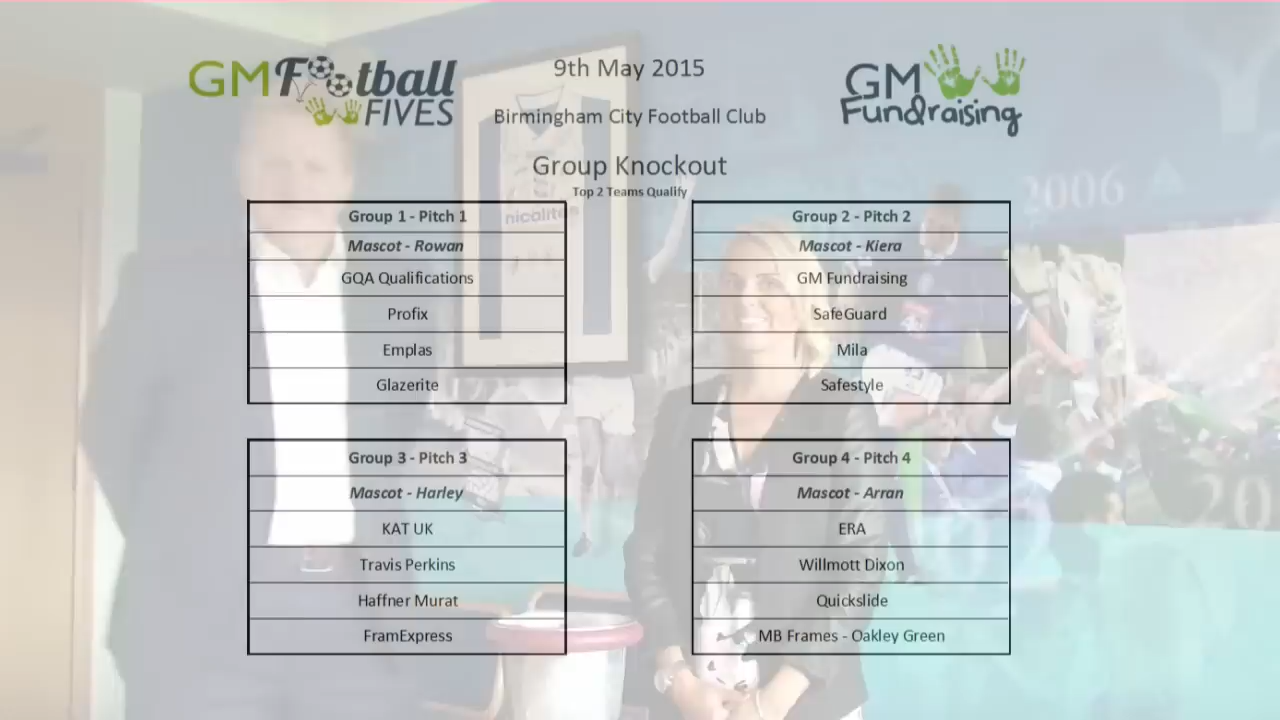 GM Football
FIVES
9th May 2015
Birmingham City Football Club
GM
Fundraising
Group Knockout
Top 2 Teams Qualify
Group 1 - Pitch 1
Mascot - Rowan
GQA Qualifications
Profix
Emplas
Glazerite
Group 2 - Pitch 2
Mascot - Kiera
GM Fundraising
SafeGuard
Mila
Safestyle
Group 3 - Pitch 3
Mascot - Harley
KAT UK
Travis Perkins
Haffner Murat
FramExpress
Group 4 - Pitch 4
Mascot - Arran
ERA
Willmott Dixon
Quickslide
MB Frames - Oakley Green
nicolites
2006
20